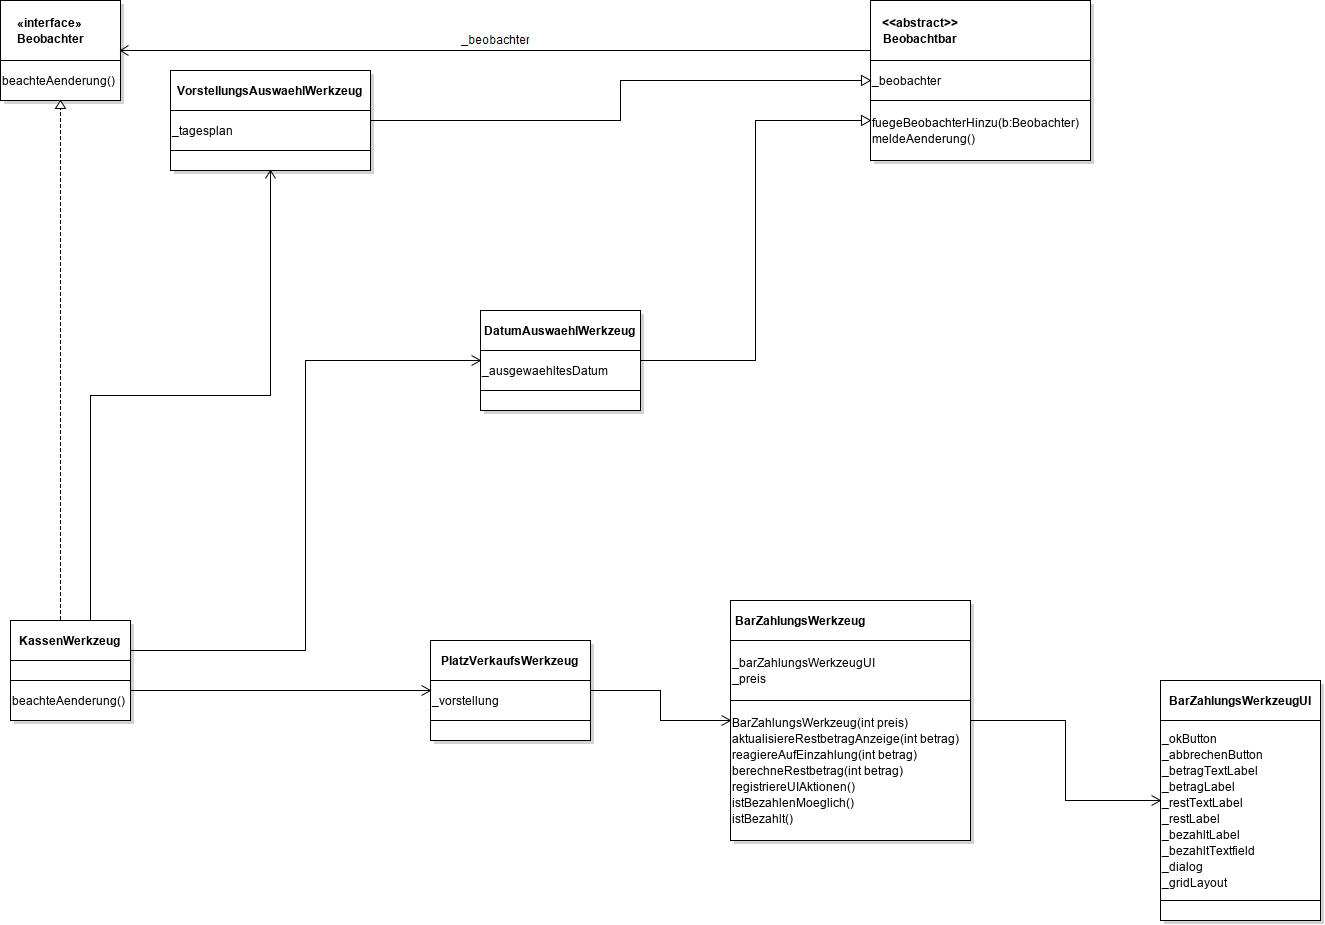 «interface»
Beobachter
beachteAenderung()
_beobachter
<<abstract>>
Beobachtbar
_beobachter
fuegeBeobachterHinzu(b:Beobachter)
meldeAenderung()
VorstellungsAuswaehlWerkzeug
_tagesplan
DatumAuswaehlWerkzeug
_ausgewaehltesDatum
KassenWerkzeug
beachteAenderung()
PlatzVerkaufsWerkzeug
_vorstellung
BarZahlungsWerkzeug
_barZahlungsWerkzeugUI
_preis
BarZahlungsWerkzeug(int preis)
aktualisiereRestbetragAnzeige(int betrag)
reagiereAufEinzahlung(int betrag)
berechneRestbetrag(int betrag)
registriereUIAktionen()
istBezahlenMoeglich()
istBezahlt()
BarZahlungsWerkzeugUI
_okButton
_abbrechenButton
_betragTextLabel
_betragLabel
_restTextLabel
_restLabel
_bezahltLabel
_bezahltTextfield
_dialog
_gridLayout